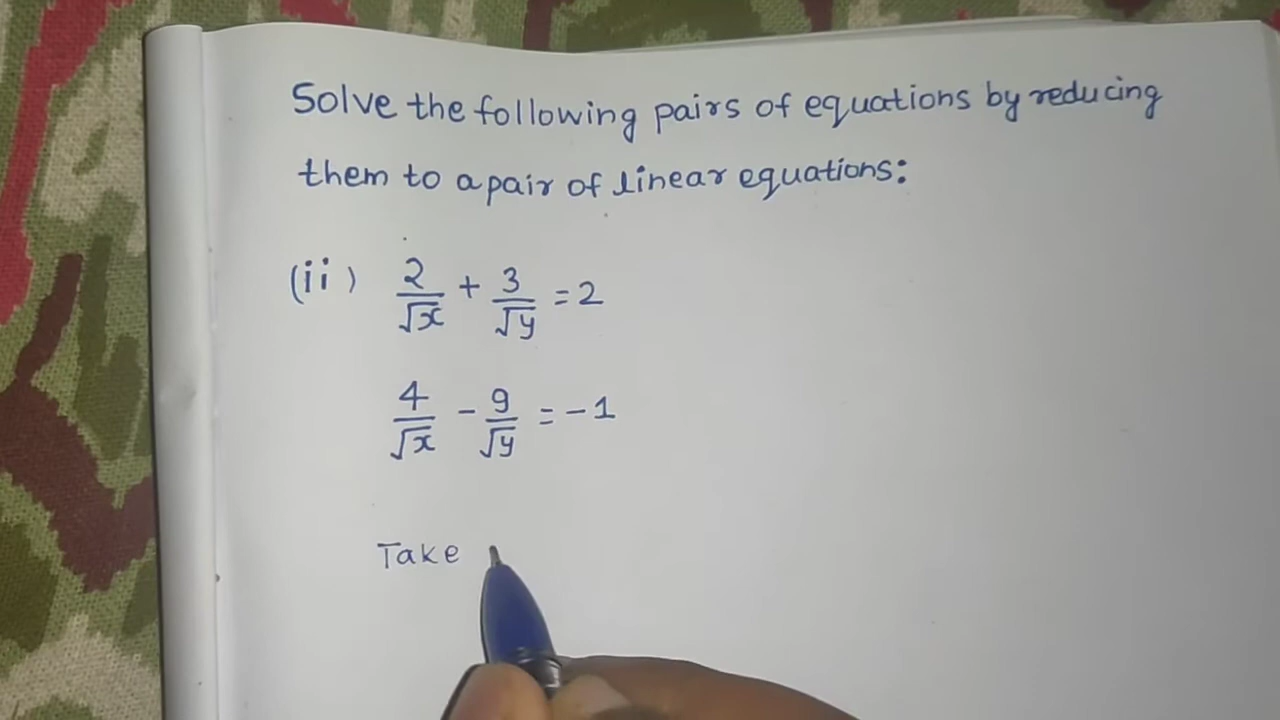 Solve the following pairs of equations by reducing
them to a pair of linear equations:
(ii) 2/√x + 3/√y = 2
4/√x - 9/√y = -1
Take